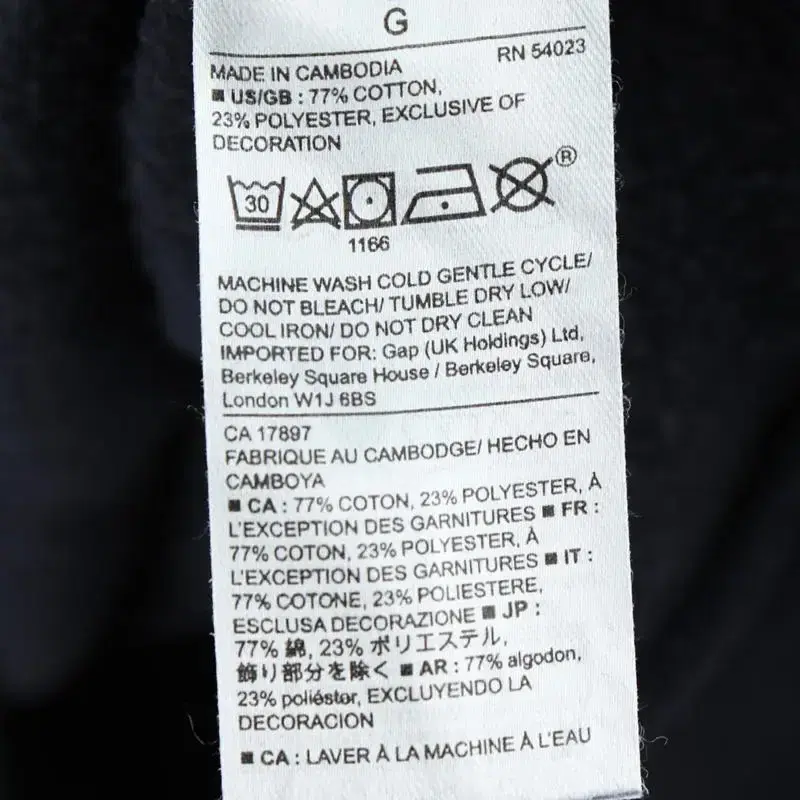 G
RN 54023
MADE IN CAMBODIA
■ US/GB : 77% COTTON,
23% POLYESTER, EXCLUSIVE OF
DECORATION
30
®
1166
MACHINE WASH COLD GENTLE CYCLE/
DO NOT BLEACH/ TUMBLE DRY LOW/
COOL IRON/ DO NOT DRY CLEAN
IMPORTED FOR: Gap (UK Holdings) Ltd,
Berkeley Square House / Berkeley Square,
London W1J 6BS
CA 17897
FABRIQUE AU CAMBODGE/ HECHO EN
CAMBOYA
■ CA : 77% COTON, 23% POLYESTER, À
L'EXCEPTION DES GARNITURES ■ FR :
77% COTON, 23% POLYESTER, À
L'EXCEPTION DES GARNITURES ■ IT :
77% COTONE, 23% POLIESTERE,
ESCLUSA DECORAZIONE ■ JP :
77% 綿, 23% ポリエステル,
飾り部分を除く ■ AR : 77% algodon,
23% poliéstor, EXCLUYENDO LA
DECORACION
■ CA : LAVER À LA MACHINE À L'EAU